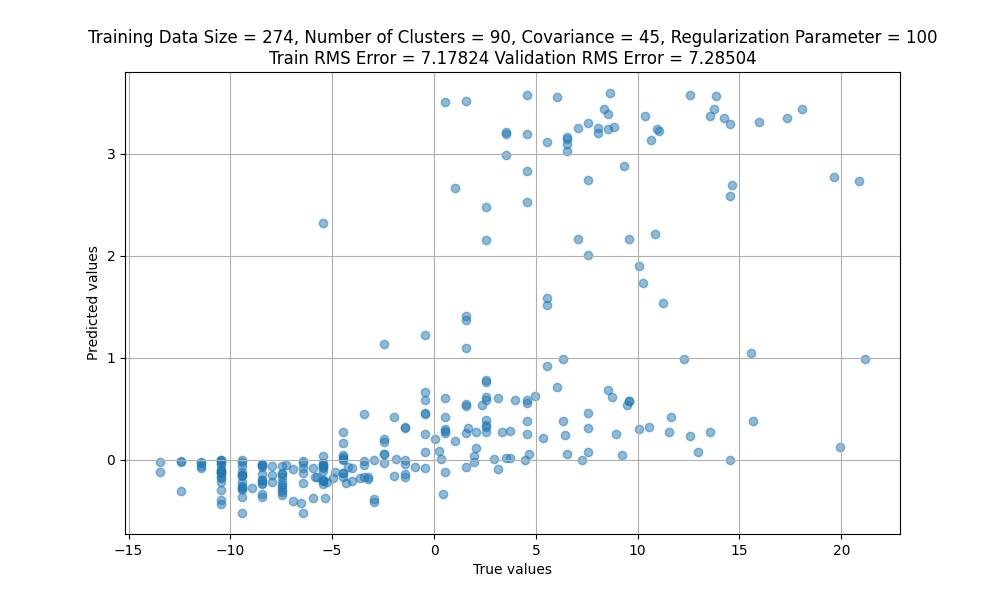 Training Data Size = 274, Number of Clusters = 90, Covariance = 45, Regularization Parameter = 100
Train RMS Error = 7.17824 Validation RMS Error = 7.28504
Predicted values
3
2
1
0
−15 −10 −5 0 5 10 15 20
True values